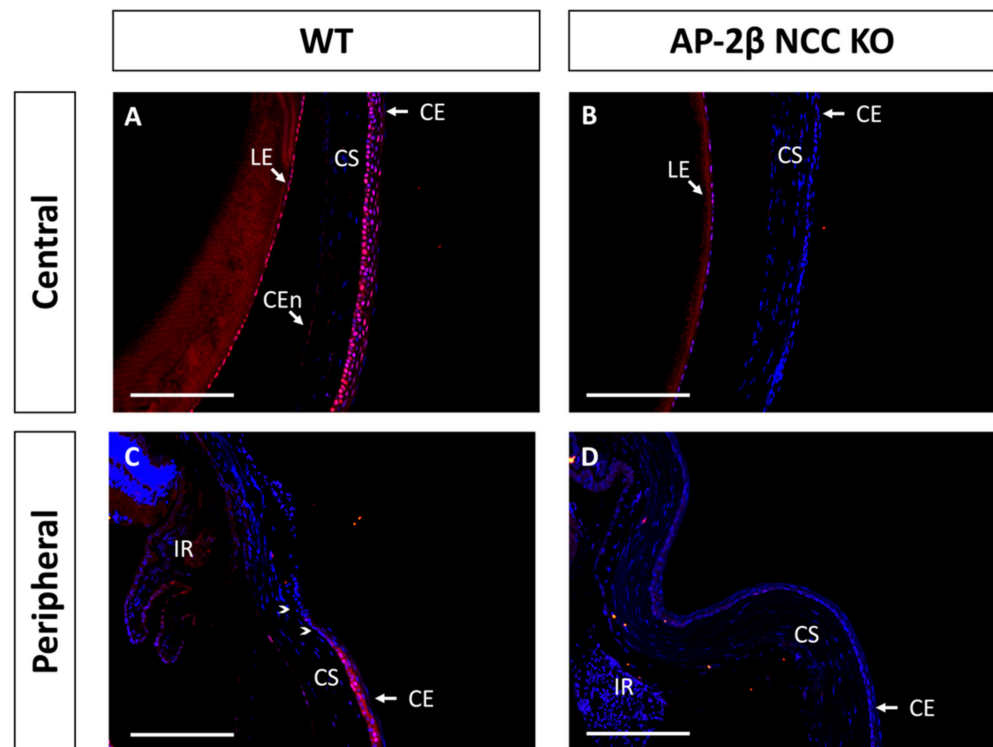 WT
AP-2β NCC KO
Central
A
CE
LE
CS
CEn
B
CE
LE
CS
Peripheral
C
IR
CS
CE
D
CS
IR
CE